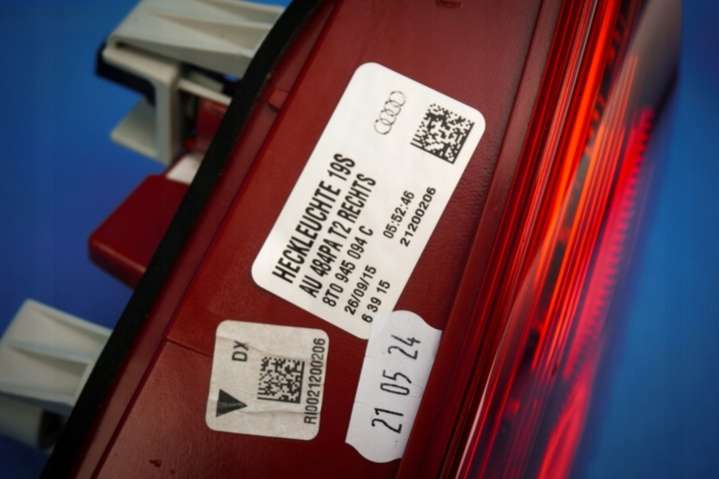 HECKLEUCHTE 19S
AU 484PA T2 RECHTS
8T0 945 094 C
26/09/15 05:52:46
6 39 15 21200206
DX
RI0021200206
21 05 24